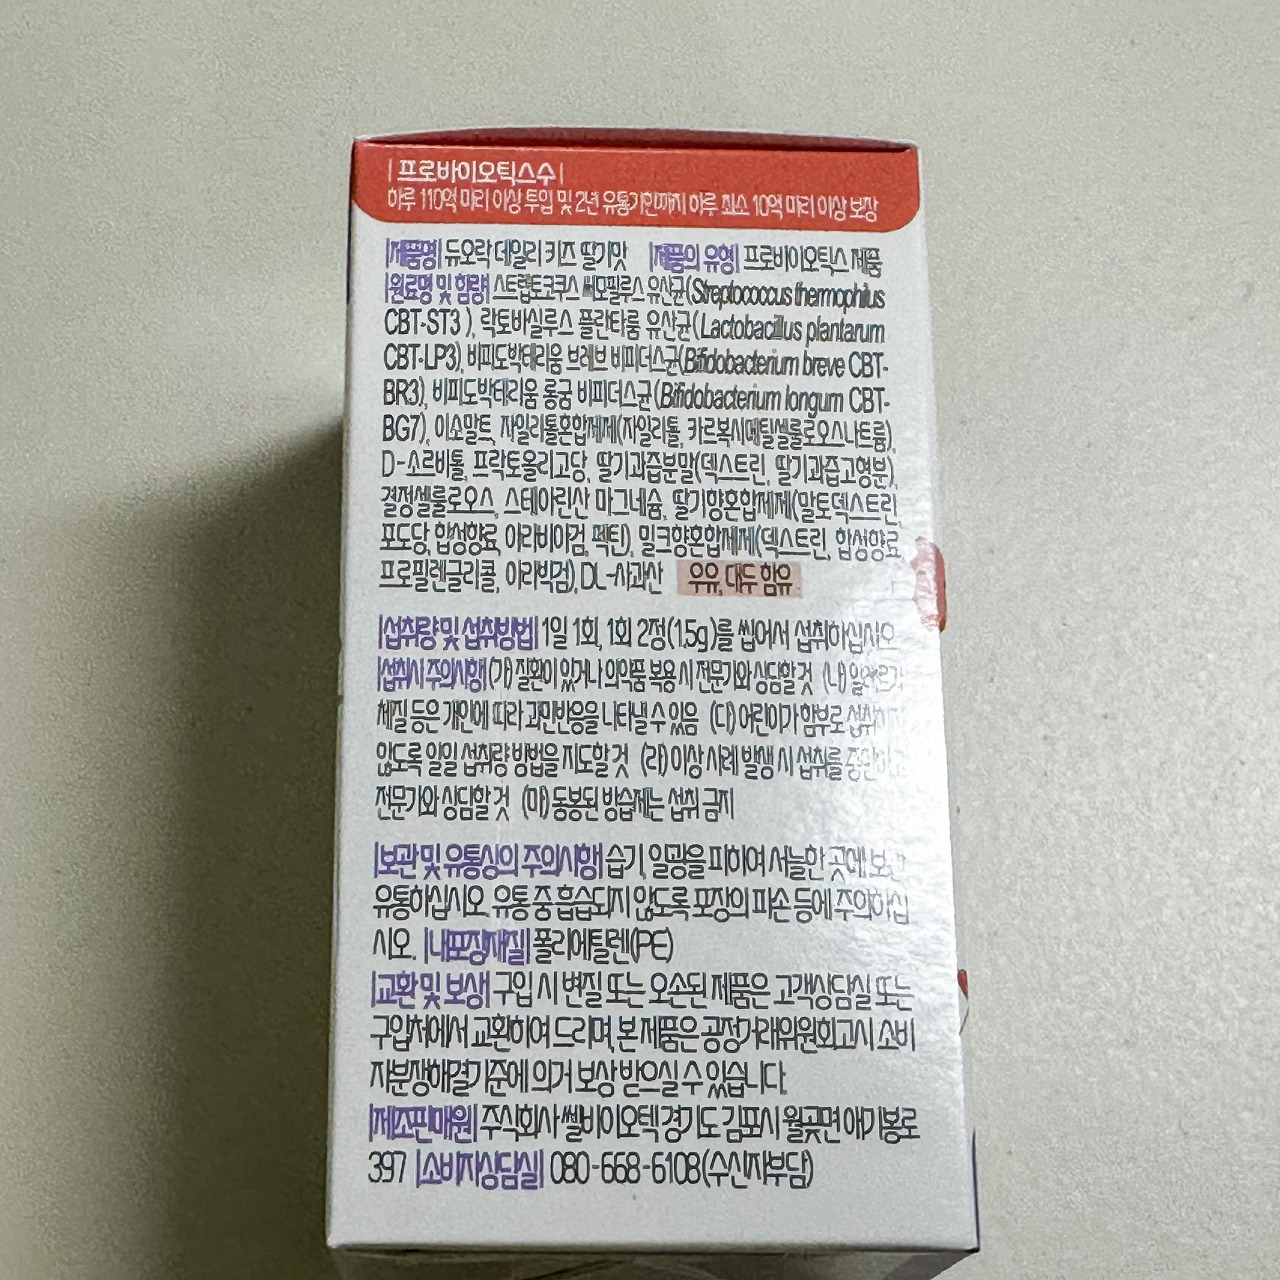 |프로바이오틱스수|
하루 110억 마리 이상 투입 및 2년 유통기한까지 하루 최소 10억 마리 이상 보장
|제품명| 듀오락 데일리 키즈 딸기맛 |제품의 유형| 프로바이오틱스 제품
|원료명 및 함량| 스트렙토코쿠스 써모필루스 유산균(Streptococcus thermophilus
CBT-ST3 ), 락토바실루스 플란타룸 유산균(Lactobacillus plantarum
CBT-LP3), 비피도박테리움 브레브 비피더스균(Bifidobacterium breve CBT-
BR3), 비피도박테리움 롱굼 비피더스균(Bifidobacterium longum CBT-
BG7), 이소말트, 자일리톨혼합제제(자일리톨, 카르복시메틸셀룰로오스나트륨),
D-소르비톨, 프락토올리고당, 딸기과즙분말(덱스트린, 딸기과즙고형분),
결정셀룰로오스, 스테아린산 마그네슘, 딸기향혼합제제(말토덱스트린,
포도당, 합성향료, 아라비아검, 펙틴), 밀크향혼합제제(덱스트린, 합성향료,
프로필렌글리콜, 아라빅검), DL-사과산 우유, 대두 함유
|섭취량 및 섭취방법| 1일 1회, 1회 2정(1.5g)를 씹어서 섭취하십시오
|섭취시 주의사항| (가) 질환이 있거나 의약품 복용 시 전문가와 상담할 것 (나) 알레르기
체질 등은 개인에 따라 과민반응을 나타낼 수 있음 (다) 어린이가 함부로 섭취하지
않도록 일일 섭취량 방법을 지도할 것 (라) 이상사례 발생 시 섭취를 중단하고
전문가와 상담할 것 (마) 동봉된 방습제는 섭취 금지
|보관 및 유통상의 주의사항| 습기, 일광을 피하여 서늘한 곳에 보관,
유통하십시오. 유통 중 흡습되지 않도록 포장의 파손 등에 주의하십
시오. |내포장재질| 폴리에틸렌(PE)
|교환 및 보상| 구입 시 변질 또는 오손된 제품은 고객상담실 또는
구입처에서 교환하여 드리며, 본 제품은 공정거래위원회고시 소비
자분쟁해결기준에 의거 보상 받으실 수 있습니다.
|제조판매원| 주식회사 쎌바이오텍 경기도 김포시 월곶면 애기봉로
397 |소비자상담실| 080-668-6108(수신자부담)